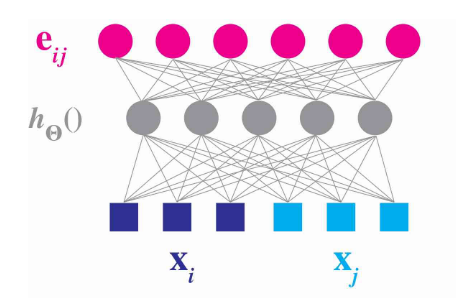 e_ij
h_Θ()
x_i x_j